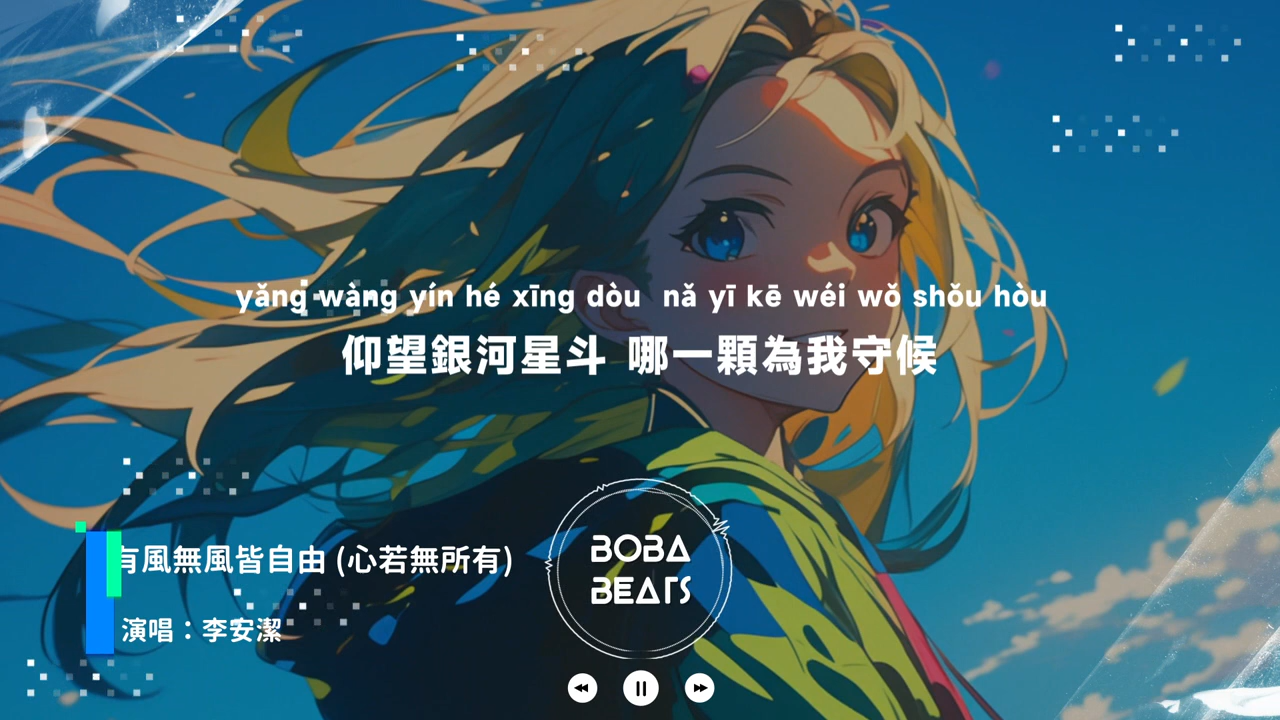 yǎng wàng yín hé xīng dòu nǎ yī kē wéi wǒ shǒu hòu
仰望銀河星斗 哪一顆為我守候
有風無風皆自由 (心若無所有)
演唱：李安潔
BOBA
BEATS